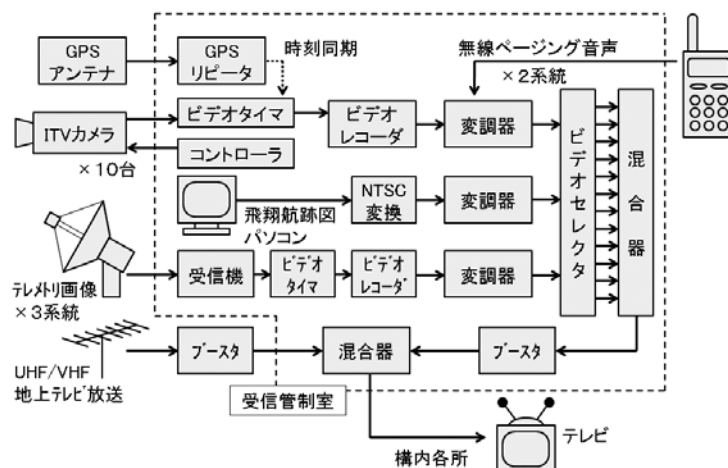 GPS
アンテナ
GPS
リピータ
時刻同期
無線ページング音声
×2系統
ITVカメラ
×10台
ビデオタイマ
コントローラ
ビデオ
レコーダ
変調器
ビデオセレクタ
混合器
飛翔航跡図
パソコン
NTSC
変換
変調器
テレメトリ画像
×3系統
受信機
ビデオ
タイマ
ビデオ
レコーダ
変調器
UHF/VHF
地上テレビ放送
ブースタ
混合器
ブースタ
受信管制室
構内各所
テレビ